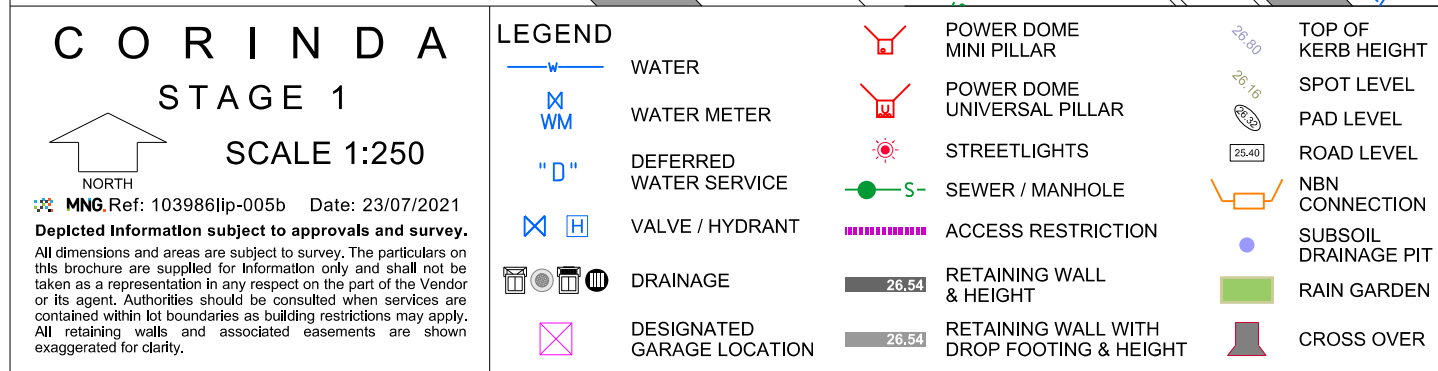 C O R I N D A
STAGE 1
SCALE 1:250
NORTH
MNG. Ref: 103986lip-005b Date: 23/07/2021
Depicted Information subject to approvals and survey.
All dimensions and areas are subject to survey. The particulars on
this brochure are supplied for Information only and shall not be
taken as a representation in any respect on the part of the Vendor
or its agent. Authorities should be consulted when services are
contained within lot boundaries as building restrictions may apply.
All retaining walls and associated easements are shown
exaggerated for clarity.
LEGEND
W WATER
WM WATER METER
"D" DEFERRED
WATER SERVICE
H VALVE / HYDRANT
DRAINAGE
DESIGNATED
GARAGE LOCATION
POWER DOME
MINI PILLAR
U POWER DOME
UNIVERSAL PILLAR
STREETLIGHTS
S SEWER / MANHOLE
ACCESS RESTRICTION
26.54 RETAINING WALL
& HEIGHT
26.54 RETAINING WALL WITH
DROP FOOTING & HEIGHT
26.80 TOP OF
KERB HEIGHT
26.16 SPOT LEVEL
26.32 PAD LEVEL
25.40 ROAD LEVEL
NBN
CONNECTION
SUBSOIL
DRAINAGE PIT
RAIN GARDEN
CROSS OVER